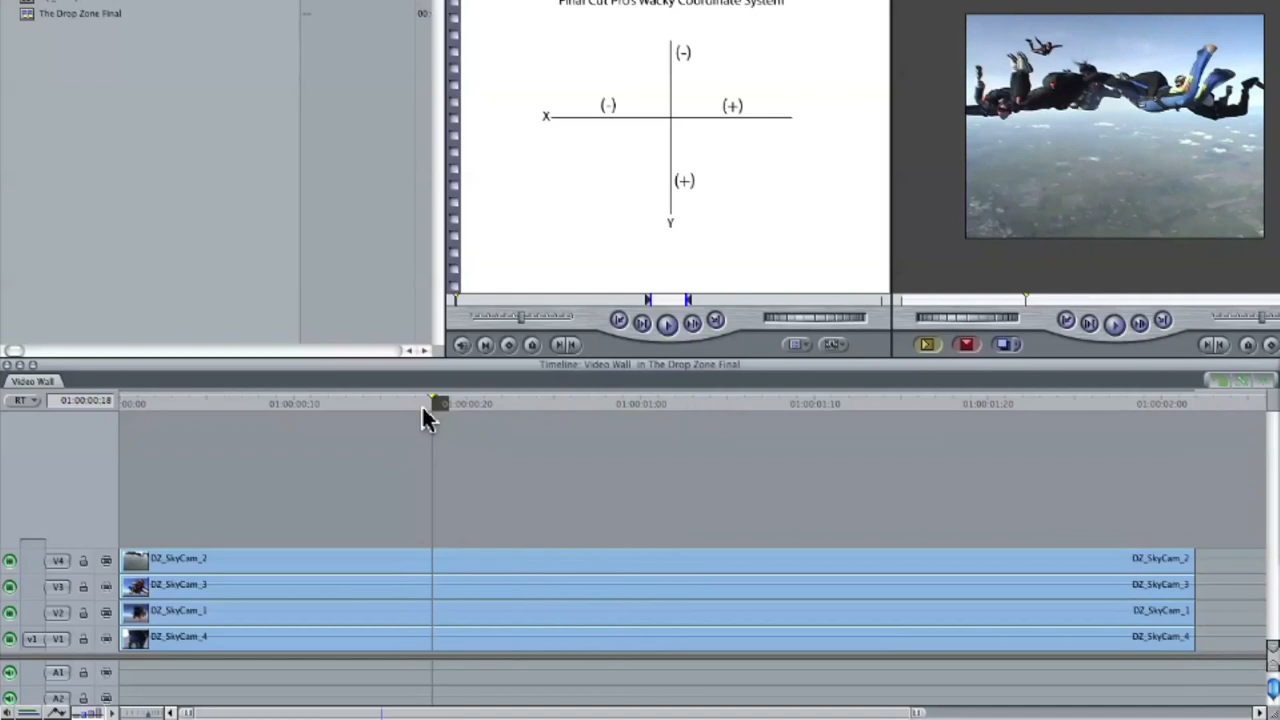 The Drop Zone Final
00:
Final Cut Pro's Wacky Coordinate System
(-)
(-)
(+)
X
(+)
Y
Timeline: Video Wall in The Drop Zone Final
Video Wall
RT
01:00:00:18
:00:00
01:00:00:10
01:00:00:20
01:00:01:00
01:00:01:10
01:00:01:20
01:00:02:00
V4
DZ_SkyCam_2
DZ_SkyCam_2
V3
DZ_SkyCam_3
DZ_SkyCam_3
V2
DZ_SkyCam_1
DZ_SkyCam_1
v1
V1
DZ_SkyCam_4
DZ_SkyCam_4
A1
A2